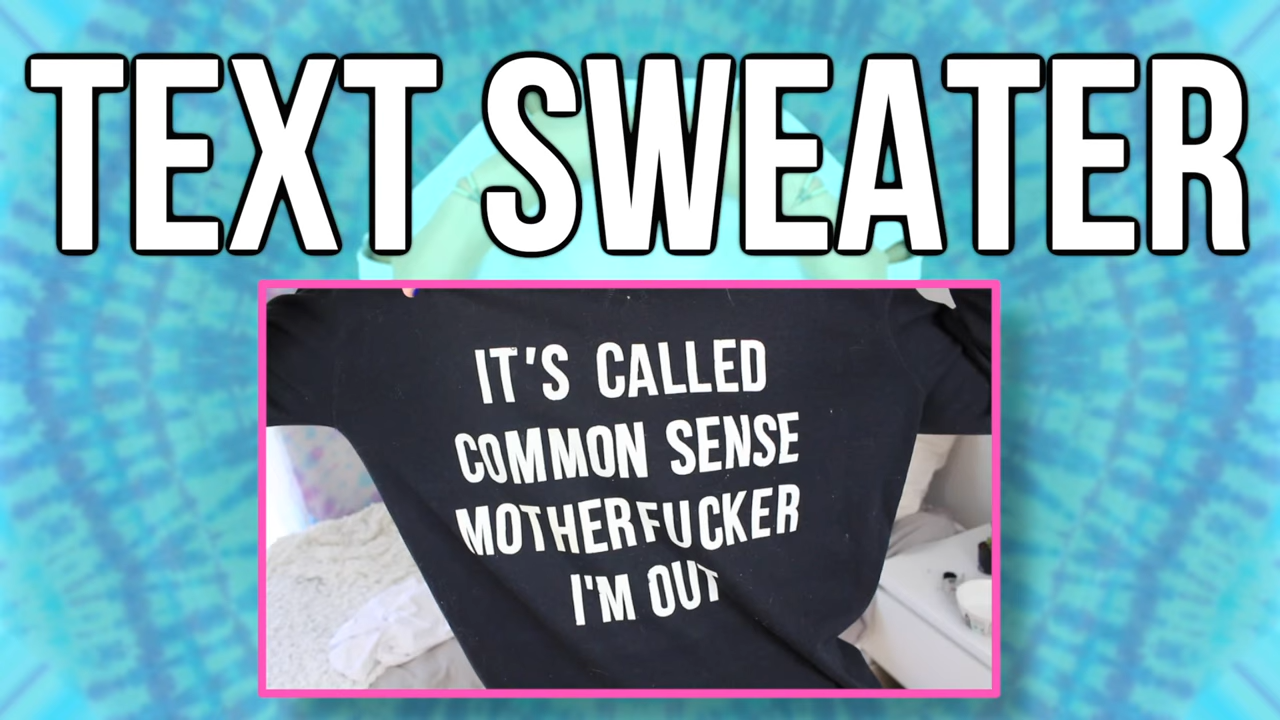 TEXT SWEATER
IT'S CALLED
COMMON SENSE
MOTHERFUCKER
I'M OUT